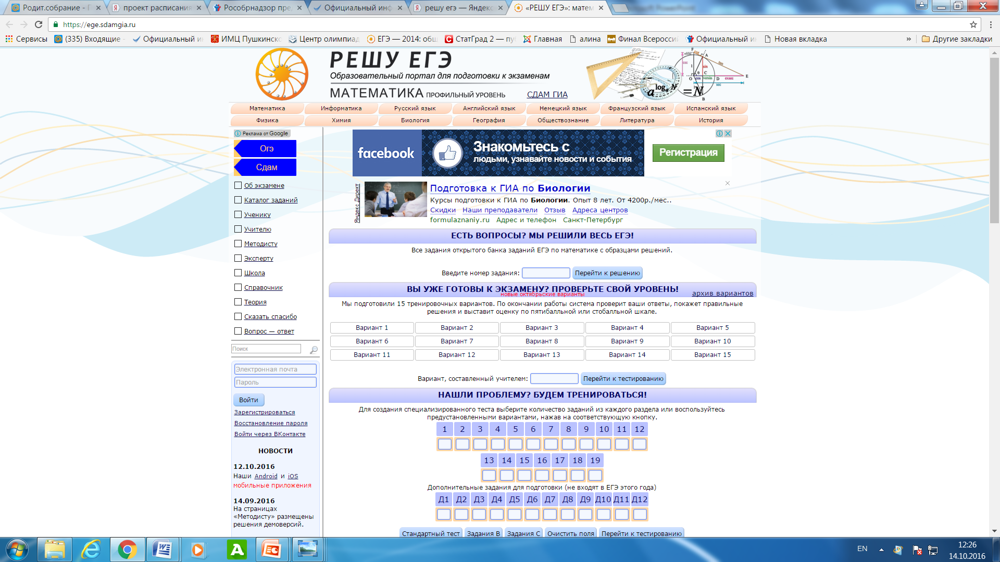 Родит.собрание - Г
проект расписания
Рособрнадзор пре
Официальный инф
решу егэ — Яндекс
«РЕШУ ЕГЭ»: матем
https://ege.sdamgia.ru
Сервисы
(335) Входящие -
Официальный ин
ИМЦ Пушкинско
Центр олимпиад
ЕГЭ — 2014: общ
СтатГрад 2 — пу
Главная
алина
Финал Всеросси
Официальный ин
Новая вкладка
»
Другие закладки
РЕШУ ЕГЭ
Образовательный портал для подготовки к экзаменам
МАТЕМАТИКА ПРОФИЛЬНЫЙ УРОВЕНЬ
СДАМ ГИА
Математика Информатика Русский язык Английский язык Немецкий язык Французский язык Испанский язык
Физика Химия Биология География Обществознание Литература История
Реклама от Google
Огэ
Сдам
Об экзамене
Каталог заданий
Ученику
Учителю
Методисту
Эксперту
Школа
Справочник
Теория
Сказать спасибо
Вопрос — ответ
Поиск
Электронная почта
Пароль
Войти
Зарегистрироваться
Восстановление пароля
Войти через ВКонтакте
НОВОСТИ
12.10.2016
Наши Android и iOS
мобильные приложения
14.09.2016
На страницах
«Методисту» размещены
решения демоверсий.
facebook
Знакомьтесь с
людьми, узнавайте новости и события
Регистрация
Яндекс.Директ
Подготовка к ГИА по Биологии
Курсы подготовки к ГИА по Биологии. Опыт 8 лет. От 4200р./мес..
Скидки Наши преподаватели Отзыв Адреса центров
formulaznaniy.ru Адрес и телефон Санкт-Петербург
ЕСТЬ ВОПРОСЫ? МЫ РЕШИЛИ ВЕСЬ ЕГЭ!
Все задания открытого банка заданий ЕГЭ по математике с образцами решений.
Введите номер задания: Перейти к решению
ВЫ УЖЕ ГОТОВЫ К ЭКЗАМЕНУ? ПРОВЕРЬТЕ СВОЙ УРОВЕНЬ!
новые октябрьские варианты
архив вариантов
Мы подготовили 15 тренировочных вариантов. По окончании работы система проверит ваши ответы, покажет правильные
решения и выставит оценку по пятибалльной или стобалльной шкале.
Вариант 1 Вариант 2 Вариант 3 Вариант 4 Вариант 5
Вариант 6 Вариант 7 Вариант 8 Вариант 9 Вариант 10
Вариант 11 Вариант 12 Вариант 13 Вариант 14 Вариант 15
Вариант, составленный учителем: Перейти к тестированию
НАШЛИ ПРОБЛЕМУ? БУДЕМ ТРЕНИРОВАТЬСЯ!
Для создания специализированного теста выберите количество заданий из каждого раздела или воспользуйтесь
предустановленными вариантами, нажав на соответствующую кнопку.
1 2 3 4 5 6 7 8 9 10 11 12
13 14 15 16 17 18 19
Дополнительные задания для подготовки (не входят в ЕГЭ этого года)
Д1 Д2 Д3 Д4 Д5 Д6 Д7 Д8 Д9 Д10 Д11 Д12
Стандартный тест Задания B Задания C Очистить поля Перейти к тестированию
EN
12:26
14.10.2016